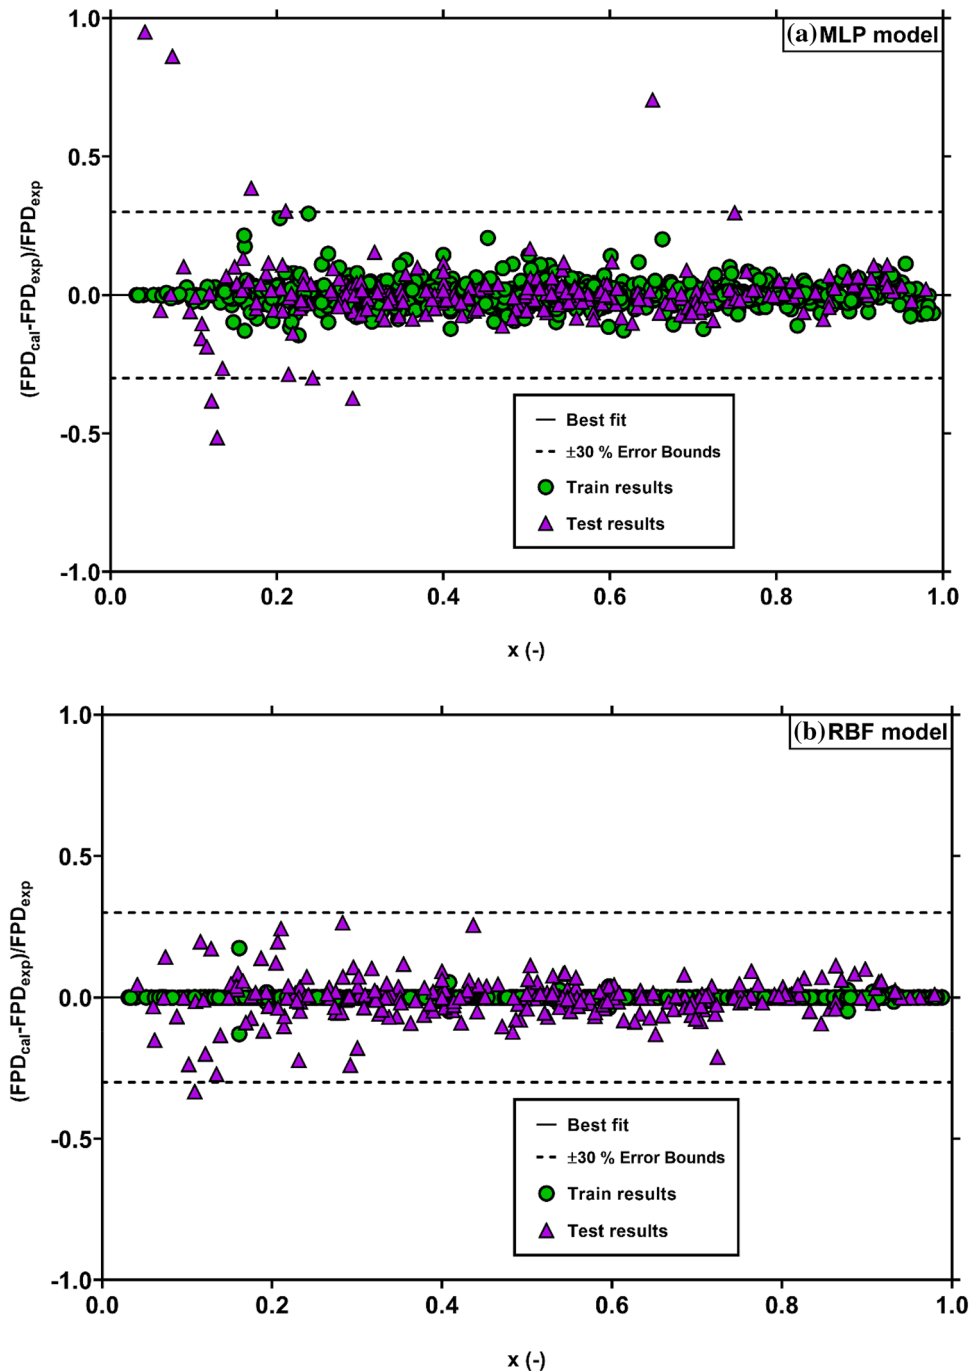 1.0
(a) MLP model
0.5
0.0
-0.5
-1.0
(FPDcal-FPDexp)/FPDexp
Best fit
±30 % Error Bounds
Train results
Test results
0.0 0.2 0.4 0.6 0.8 1.0
x (-)
1.0
(b) RBF model
0.5
0.0
-0.5
-1.0
(FPDcal-FPDexp)/FPDexp
Best fit
±30 % Error Bounds
Train results
Test results
0.0 0.2 0.4 0.6 0.8 1.0
x (-)